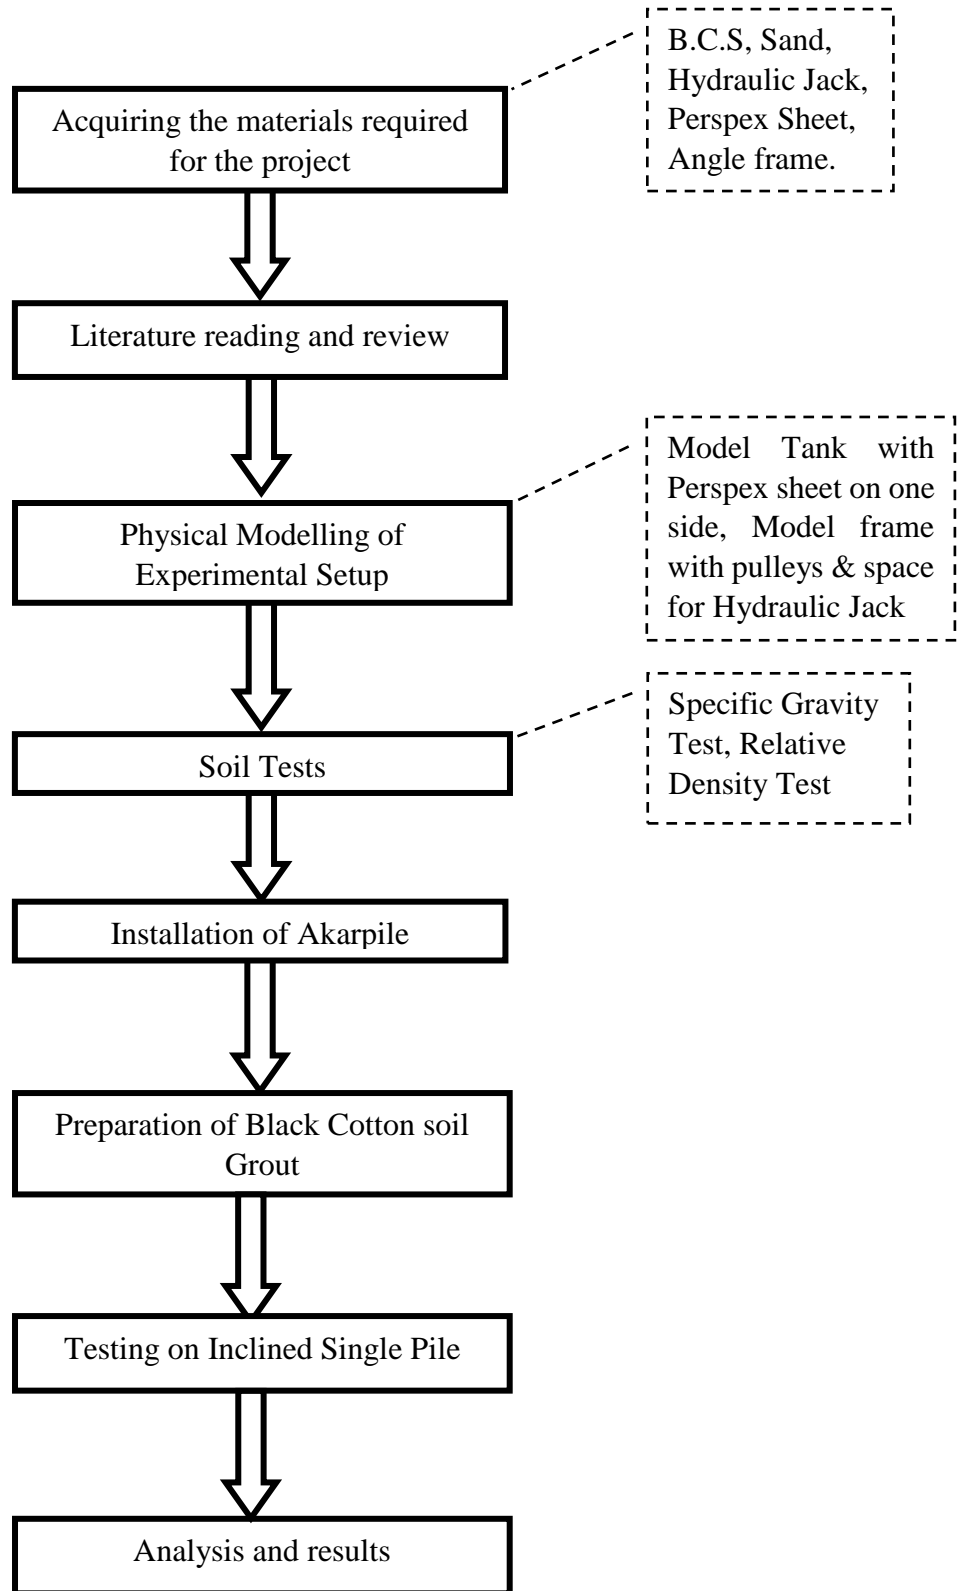 Acquiring the materials required
for the project
B.C.S, Sand,
Hydraulic Jack,
Perspex Sheet,
Angle frame.
Literature reading and review
Physical Modelling of
Experimental Setup
Model Tank with
Perspex sheet on one
side, Model frame
with pulleys & space
for Hydraulic Jack
Soil Tests
Specific Gravity
Test, Relative
Density Test
Installation of Akarpile
Preparation of Black Cotton soil
Grout
Testing on Inclined Single Pile
Analysis and results